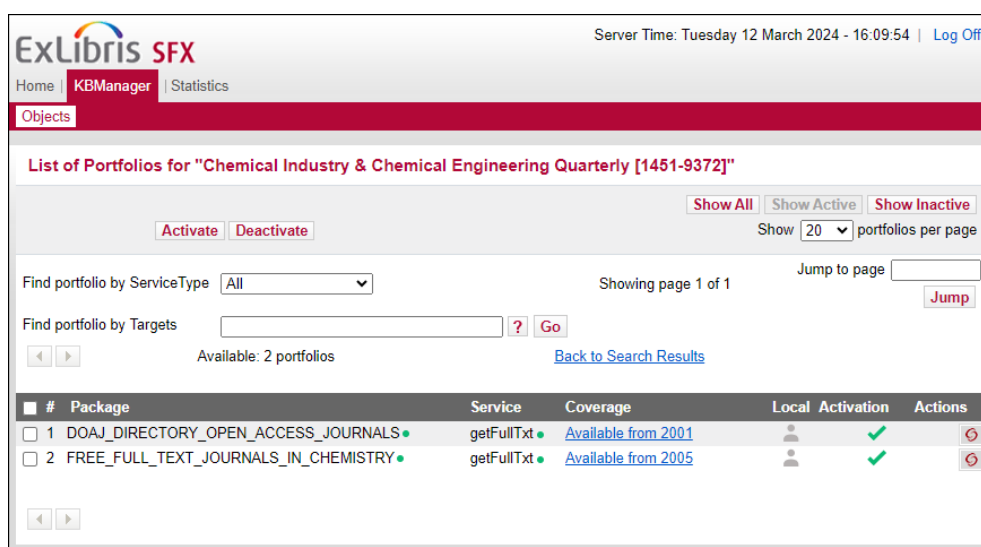 Server Time: Tuesday 12 March 2024 - 16:09:54 | Log Off
ExLibris SFX
Home | KBManager | Statistics
Objects
List of Portfolios for "Chemical Industry & Chemical Engineering Quarterly [1451-9372]"
Show All Show Active Show Inactive
Activate Deactivate Show 20 portfolios per page
Jump to page
Find portfolio by ServiceType All Showing page 1 of 1
Jump
Find portfolio by Targets ? Go
Available: 2 portfolios Back to Search Results
# Package Service Coverage Local Activation Actions
1 DOAJ_DIRECTORY_OPEN_ACCESS_JOURNALS getFullTxt Available from 2001
2 FREE_FULL_TEXT_JOURNALS_IN_CHEMISTRY getFullTxt Available from 2005